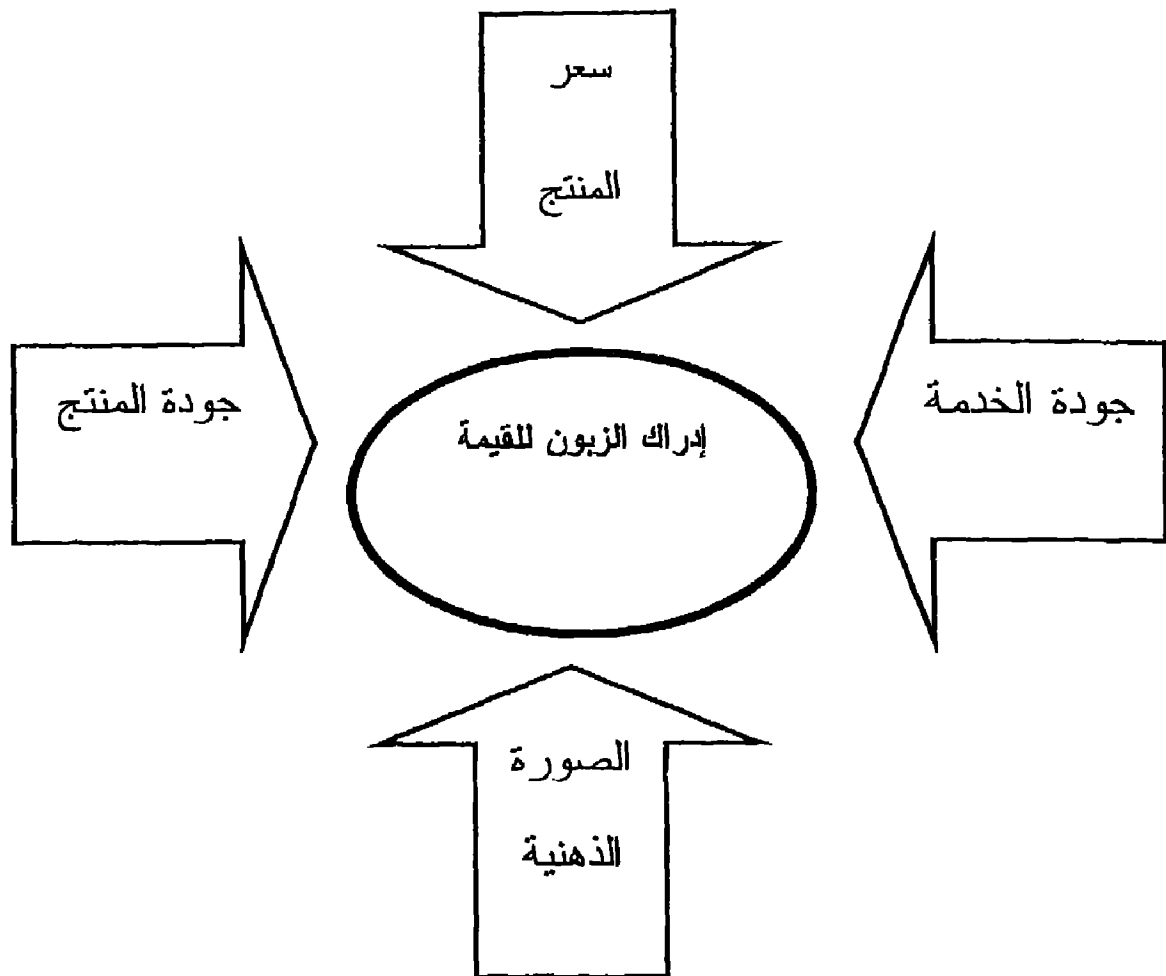 سعر
المنتج
جودة الخدمة
جودة المنتج
إدراك الزبون للقيمة
الصورة
الذهنية